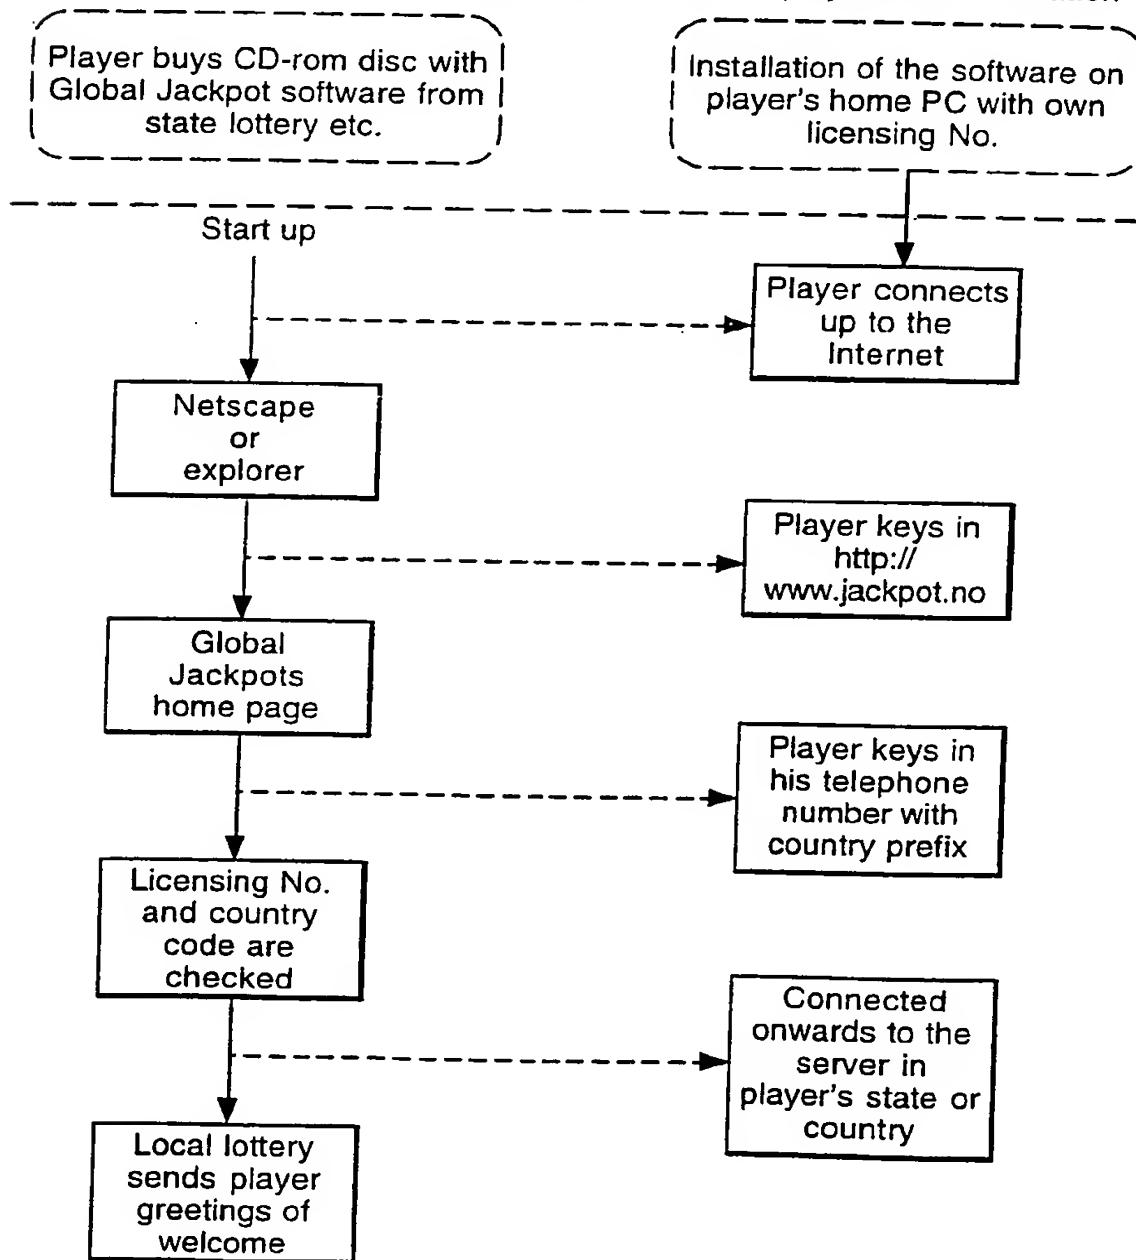 Player buys CD-rom disc with
Global Jackpot software from
state lottery etc.
Installation of the software on
player's home PC with own
licensing No.
Start up
Player connects
up to the
Internet
Netscape
or
explorer
Player keys in
http://
www.jackpot.no
Global
Jackpots
home page
Player keys in
his telephone
number with
country prefix
Licensing No.
and country
code are
checked
Connected
onwards to the
server in
player's state or
country
Local lottery
sends player
greetings of
welcome